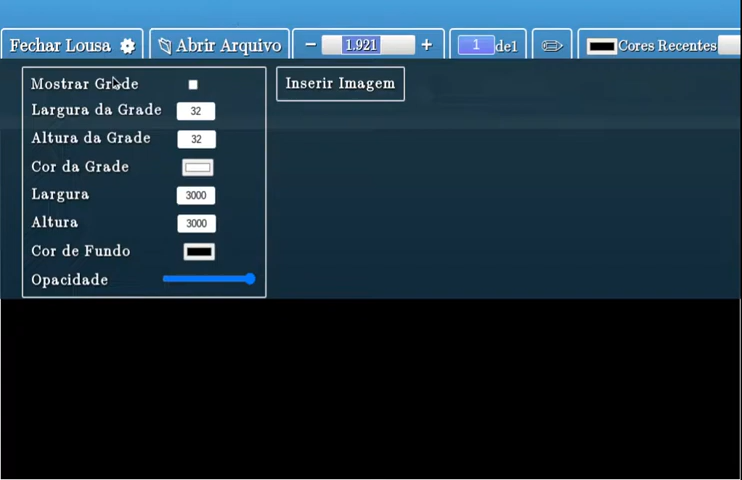 Fechar Lousa Abrir Arquivo − 1.921 + 1 de1 Cores Recentes
Mostrar Grade Inserir Imagem
Largura da Grade 32
Altura da Grade 32
Cor da Grade
Largura 3000
Altura 3000
Cor de Fundo
Opacidade